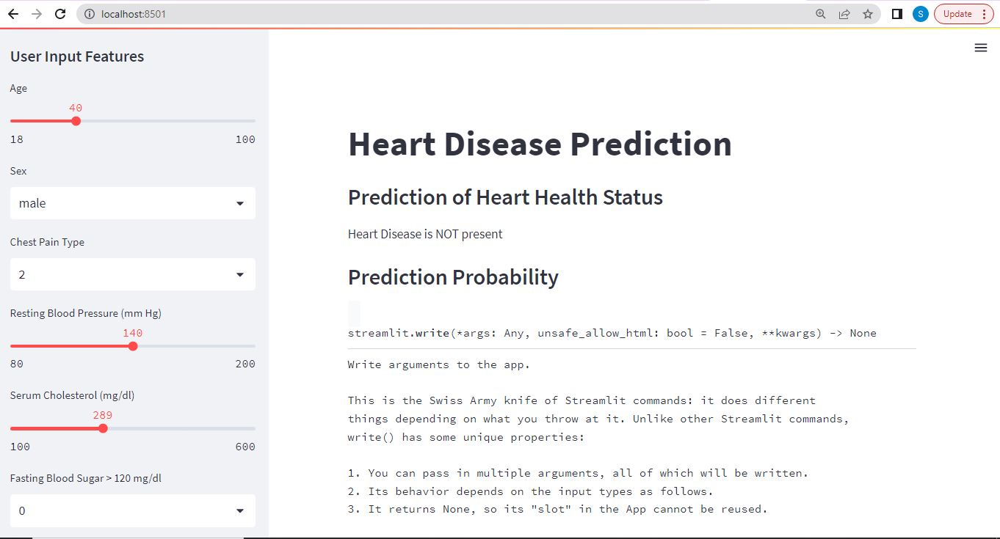 localhost:8501
S
Update
User Input Features
Age
40
18 100
Sex
male
Chest Pain Type
2
Resting Blood Pressure (mm Hg)
140
80 200
Serum Cholesterol (mg/dl)
289
100 600
Fasting Blood Sugar > 120 mg/dl
0
Heart Disease Prediction
Prediction of Heart Health Status
Heart Disease is NOT present
Prediction Probability
streamlit.write(*args: Any, unsafe_allow_html: bool = False, **kwargs) -> None
Write arguments to the app.
This is the Swiss Army knife of Streamlit commands: it does different
things depending on what you throw at it. Unlike other Streamlit commands,
write() has some unique properties:
1. You can pass in multiple arguments, all of which will be written.
2. Its behavior depends on the input types as follows.
3. It returns None, so its "slot" in the App cannot be reused.